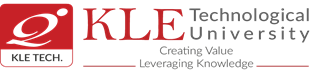 KLE TECH.
KLE Technological
University
Creating Value
Leveraging Knowledge